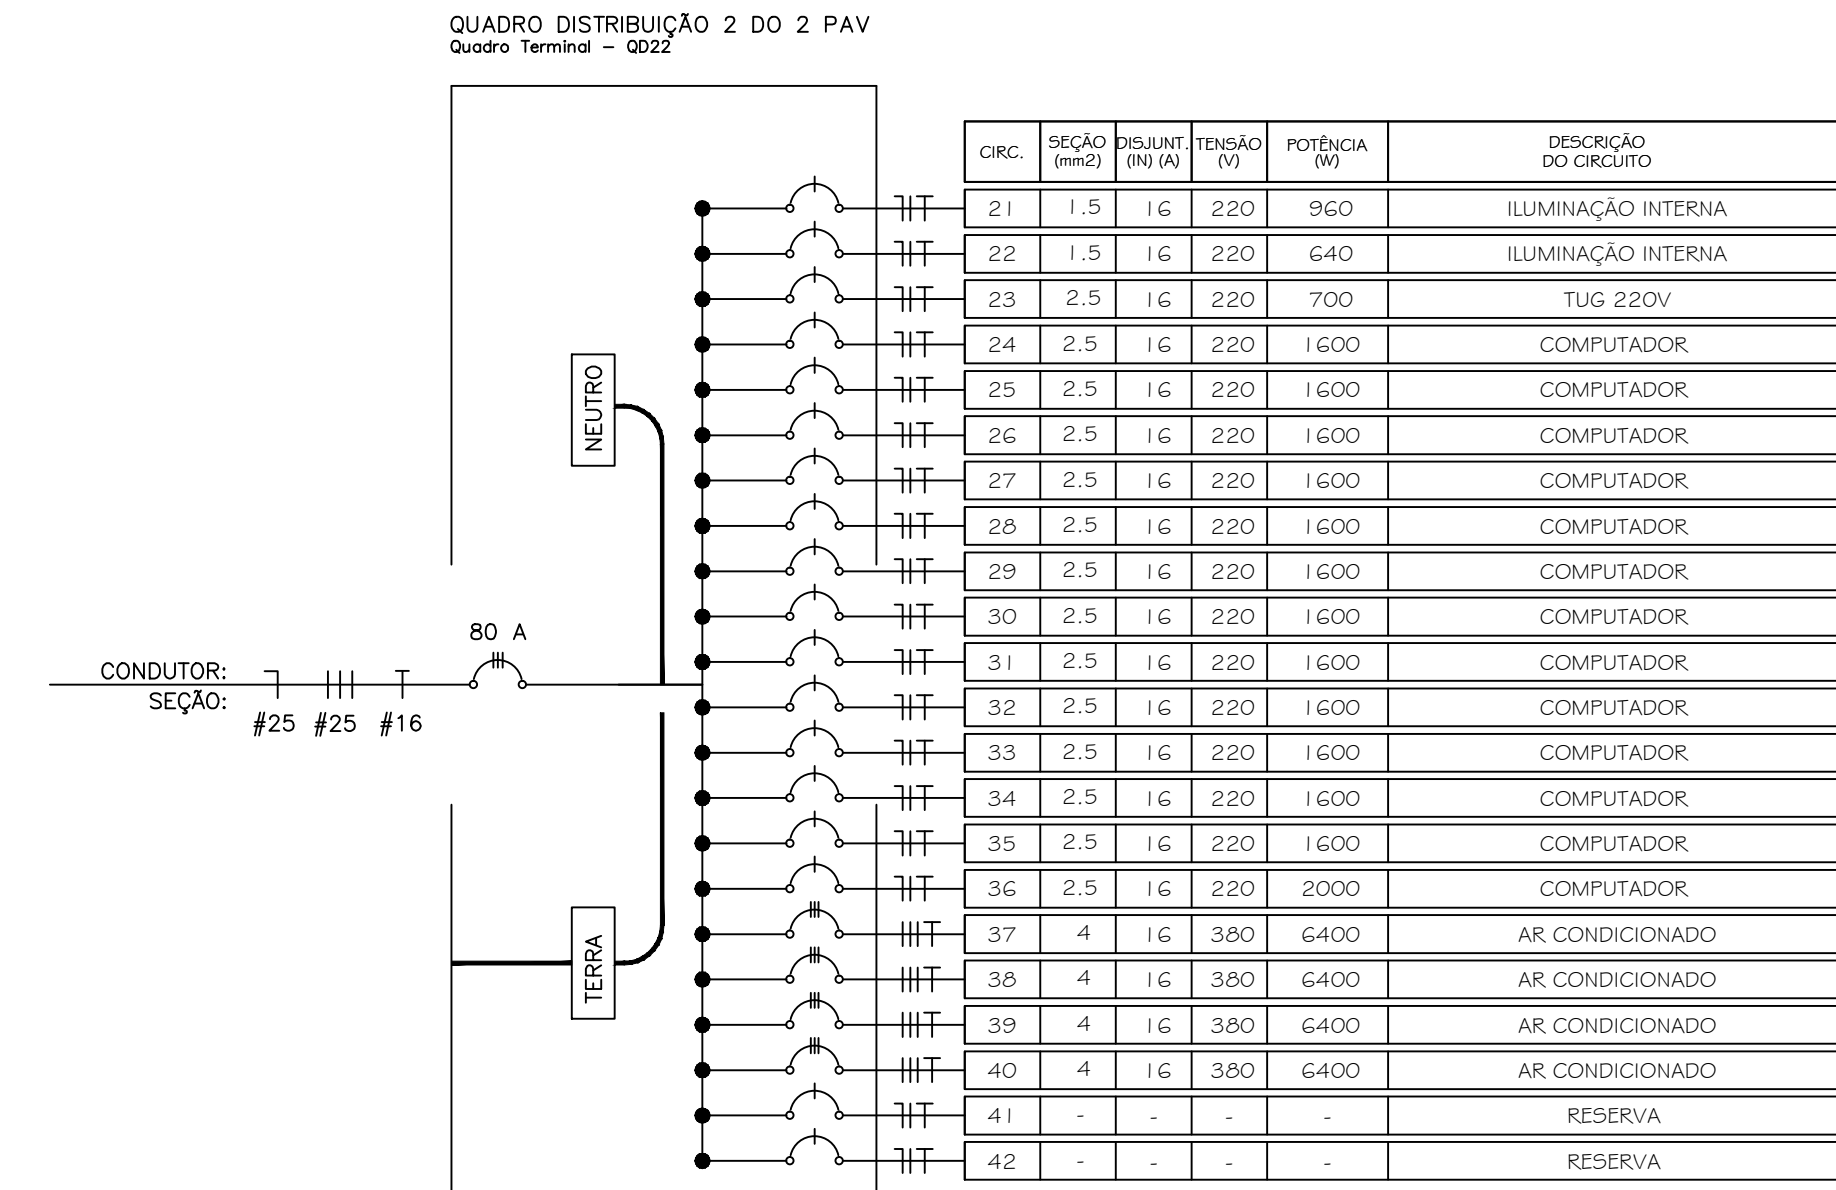 QUADRO DISTRIBUIÇÃO 2 DO 2 PAV
Quadro Terminal – QD22
CIRC. SEÇÃO (mm2) DISJUNT. (IN) (A) TENSÃO (V) POTÊNCIA (W) DESCRIÇÃO DO CIRCUITO
21 1.5 16 220 960 ILUMINAÇÃO INTERNA
22 1.5 16 220 640 ILUMINAÇÃO INTERNA
23 2.5 16 220 700 TUG 220V
24 2.5 16 220 1600 COMPUTADOR
25 2.5 16 220 1600 COMPUTADOR
26 2.5 16 220 1600 COMPUTADOR
27 2.5 16 220 1600 COMPUTADOR
28 2.5 16 220 1600 COMPUTADOR
29 2.5 16 220 1600 COMPUTADOR
30 2.5 16 220 1600 COMPUTADOR
31 2.5 16 220 1600 COMPUTADOR
32 2.5 16 220 1600 COMPUTADOR
33 2.5 16 220 1600 COMPUTADOR
34 2.5 16 220 1600 COMPUTADOR
35 2.5 16 220 1600 COMPUTADOR
36 2.5 16 220 2000 COMPUTADOR
37 4 16 380 6400 AR CONDICIONADO
38 4 16 380 6400 AR CONDICIONADO
39 4 16 380 6400 AR CONDICIONADO
40 4 16 380 6400 AR CONDICIONADO
41 - - - - RESERVA
42 - - - - RESERVA
NEUTRO
80 A
CONDUTOR:
SEÇÃO:
#25 #25 #16
TERRA